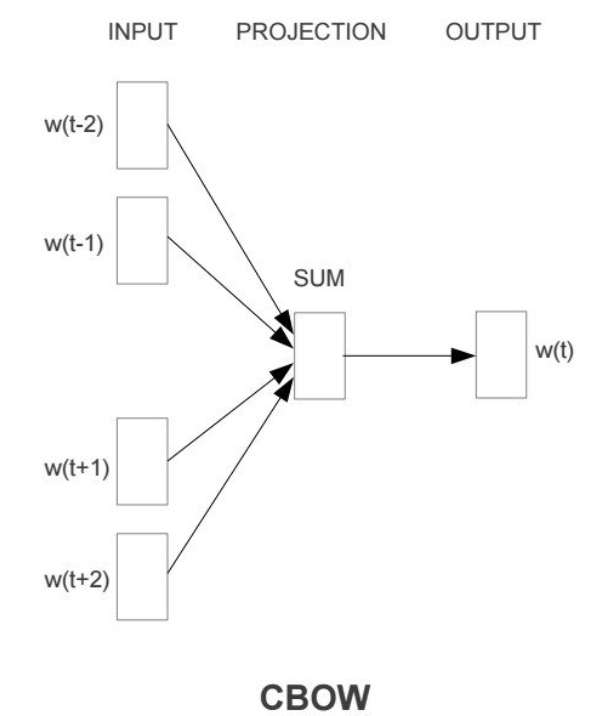 INPUT PROJECTION OUTPUT
w(t-2)
w(t-1)
SUM
w(t)
w(t+1)
w(t+2)
CBOW